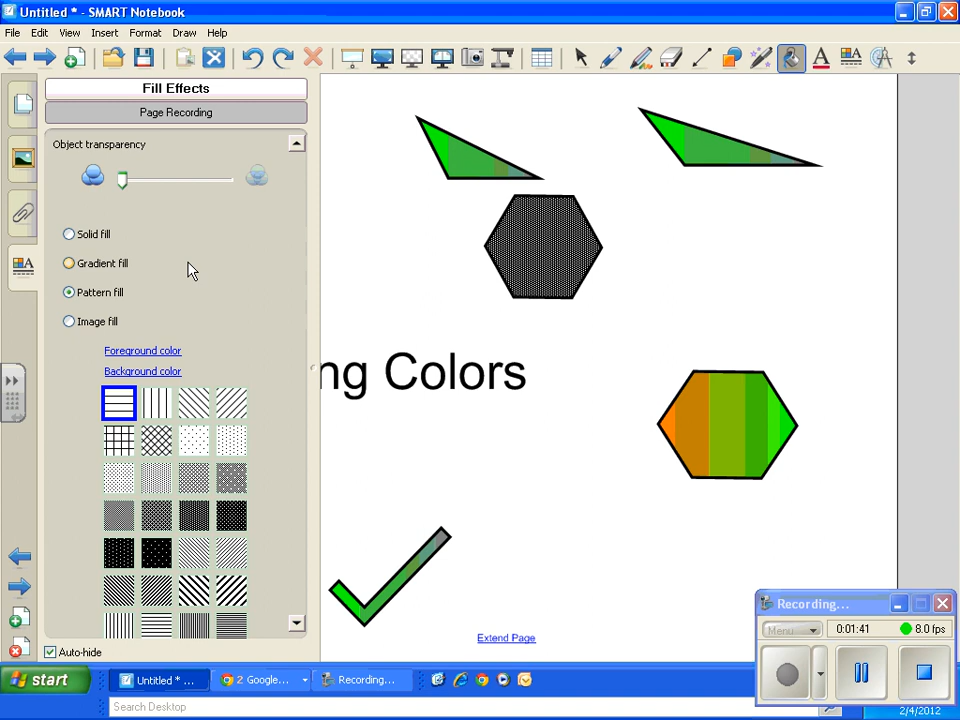 Untitled * - SMART Notebook
File Edit View Insert Format Draw Help
Fill Effects
Page Recording
Object transparency
Solid fill
Gradient fill
Pattern fill
Image fill
Foreground color
Background color
ng Colors
Extend Page
Auto-hide
Recording...
Menu
0:01:41
8.0 fps
start
Untitled * ...
2 Google...
Recording...
Search Desktop
2/4/2012